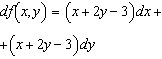 df(x,y) = (x+2y-3)dx+
+(x+2y-3)dy